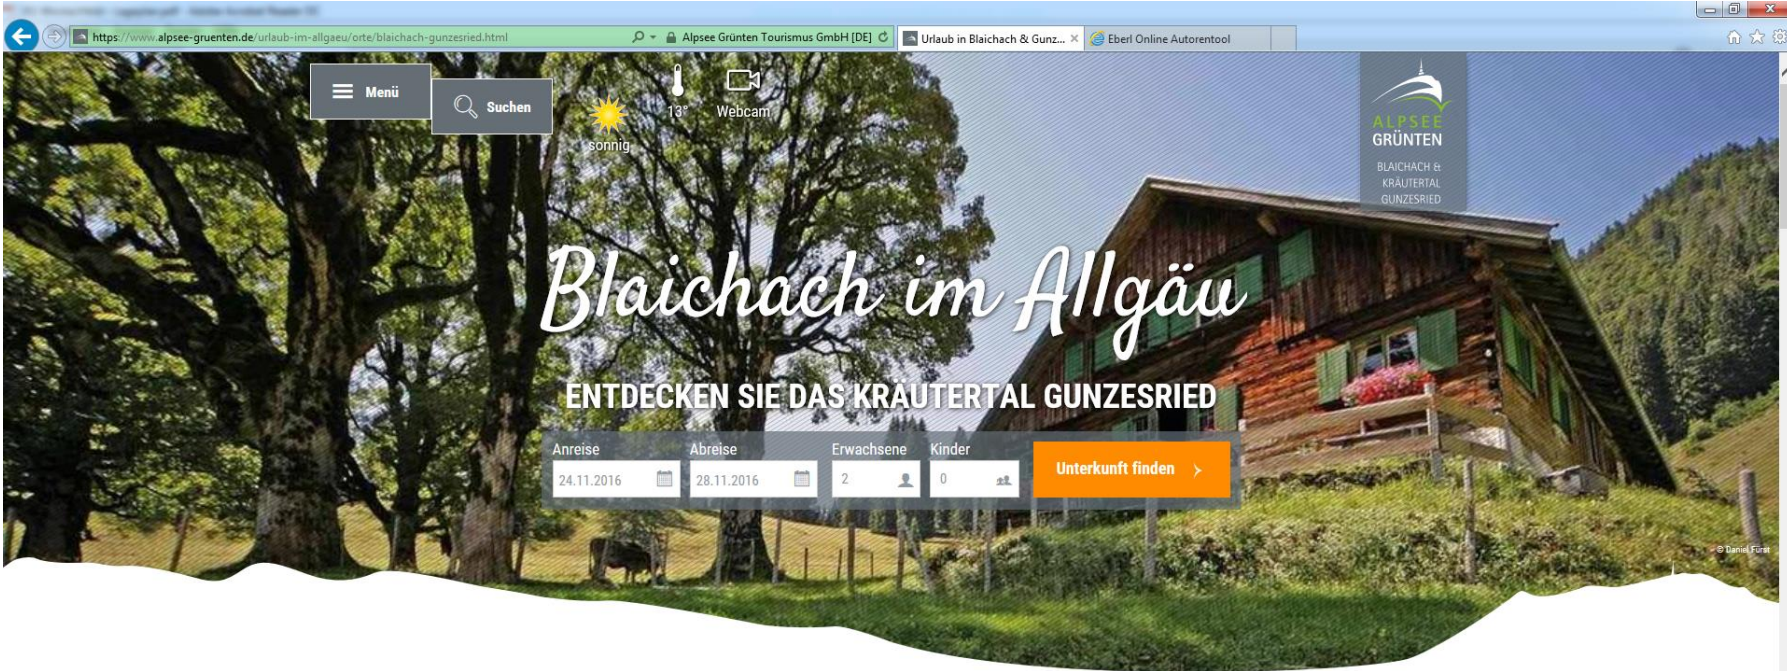 https://www.alpsee-gruenten.de/urlaub-im-allgaeu/orte/blaichach-gunzesried.html
Alpsee Grünten Tourismus GmbH [DE]
Urlaub in Blaichach & Gunz...
Eberl Online Autorentool
Menü
Suchen
sonnig
13°
Webcam
ALPSEE
GRÜNTEN
BLAICHACH &
KRÄUTERTAL
GUNZESRIED
Blaichach im Allgäu
ENTDECKEN SIE DAS KRÄUTERTAL GUNZESRIED
Anreise
Abreise
Erwachsene
Kinder
24.11.2016
28.11.2016
2
0
Unterkunft finden
© Daniel Fürst